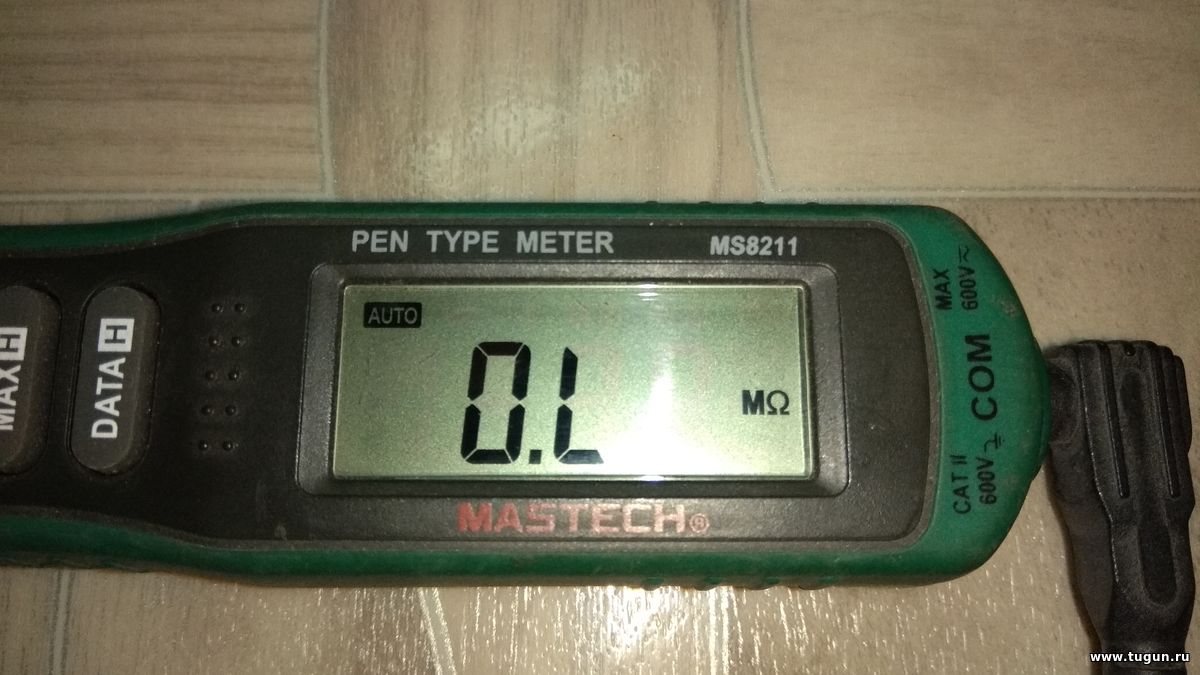 PEN TYPE METER MS8211
AUTO
0.L
MΩ
MASTECH®
MAX H
DATA H
MAX
600V
COM
CAT II
600V
www.tugun.ru